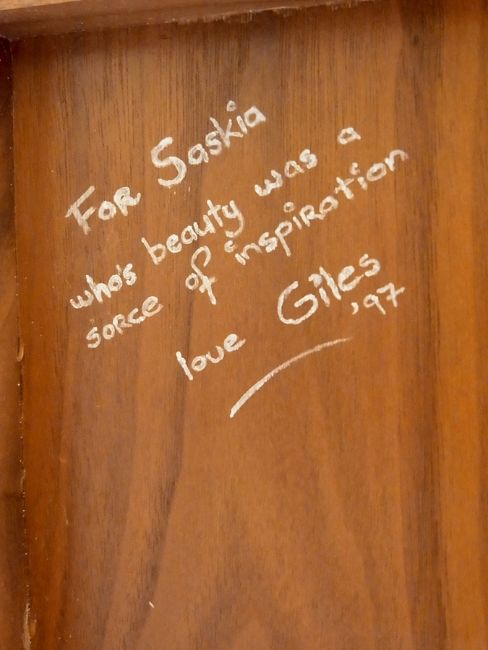 For Saskia
who's beauty was a
sorce of inspiration
love Giles
'97